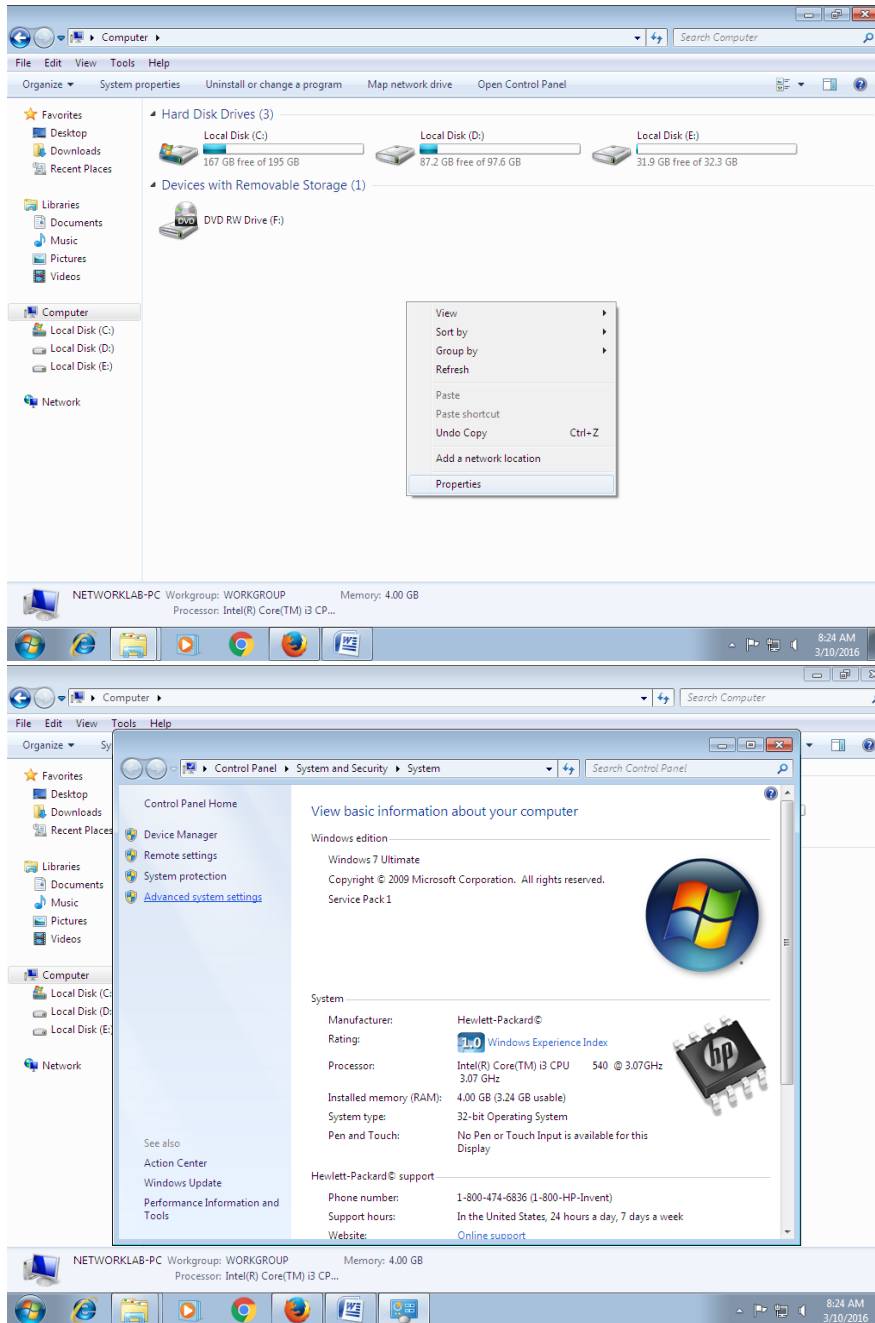 Computer
Search Computer
File Edit View Tools Help
Organize System properties Uninstall or change a program Map network drive Open Control Panel
Favorites
Desktop
Downloads
Recent Places
Libraries
Documents
Music
Pictures
Videos
Computer
Local Disk (C:)
Local Disk (D:)
Local Disk (E:)
Network
Hard Disk Drives (3)
Local Disk (C:)
167 GB free of 195 GB
Local Disk (D:)
87.2 GB free of 97.6 GB
Local Disk (E:)
31.9 GB free of 32.3 GB
Devices with Removable Storage (1)
DVD
DVD RW Drive (F:)
View
Sort by
Group by
Refresh
Paste
Paste shortcut
Undo Copy Ctrl+Z
Add a network location
Properties
NETWORKLAB-PC Workgroup: WORKGROUP Memory: 4.00 GB
Processor: Intel(R) Core(TM) i3 CP...
8:24 AM
3/10/2016
Computer
Search Computer
File Edit View Tools Help
Organize Sy
Favorites
Desktop
Downloads
Recent Places
Libraries
Documents
Music
Pictures
Videos
Computer
Local Disk (C:
Local Disk (D:
Local Disk (E:)
Network
Control Panel System and Security System
Search Control Panel
Control Panel Home
Device Manager
Remote settings
System protection
Advanced system settings
See also
Action Center
Windows Update
Performance Information and
Tools
View basic information about your computer
Windows edition
Windows 7 Ultimate
Copyright © 2009 Microsoft Corporation. All rights reserved.
Service Pack 1
System
Manufacturer: Hewlett-Packard©
Rating: 1.0 Windows Experience Index
Processor: Intel(R) Core(TM) i3 CPU 540 @ 3.07GHz
3.07 GHz
Installed memory (RAM): 4.00 GB (3.24 GB usable)
System type: 32-bit Operating System
Pen and Touch: No Pen or Touch Input is available for this
Display
hp
Hewlett-Packard© support
Phone number: 1-800-474-6836 (1-800-HP-Invent)
Support hours: In the United States, 24 hours a day, 7 days a week
Website: Online support
NETWORKLAB-PC Workgroup: WORKGROUP Memory: 4.00 GB
Processor: Intel(R) Core(TM) i3 CP...
8:24 AM
3/10/2016